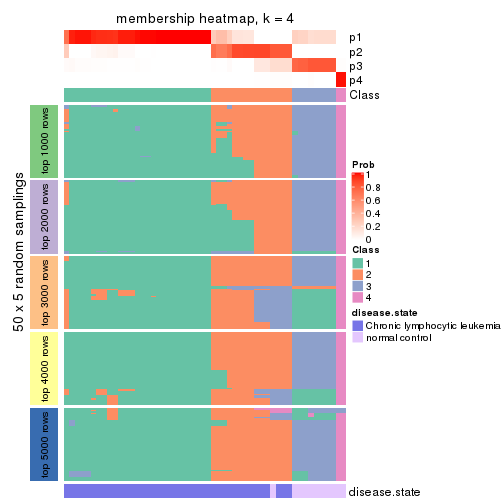 membership heatmap, k = 4
p1
p2
p3
p4
Class
50 x 5 random samplings
top 1000 rows
top 2000 rows
top 3000 rows
top 4000 rows
top 5000 rows
Prob
1
0.8
0.6
0.4
0.2
0
Class
1
2
3
4
disease.state
Chronic lymphocytic leukemia
normal control
disease.state